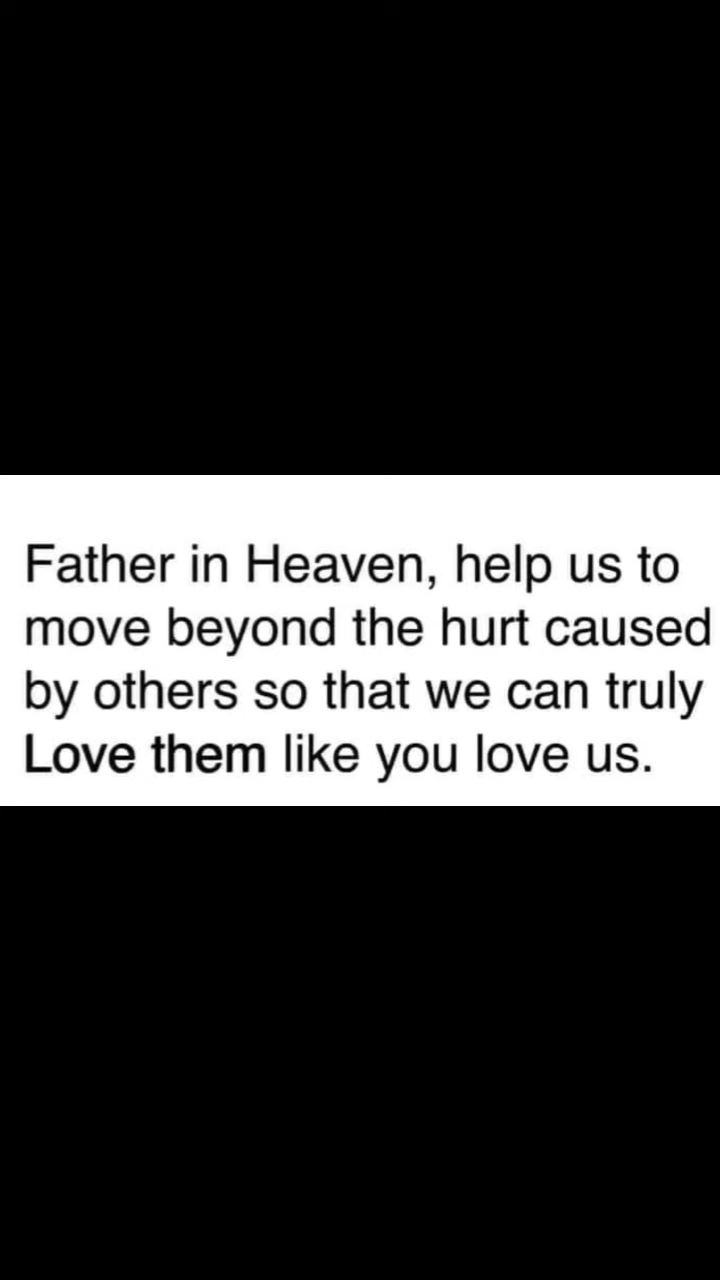 Father in Heaven, help us to
move beyond the hurt caused
by others so that we can truly
Love them like you love us.